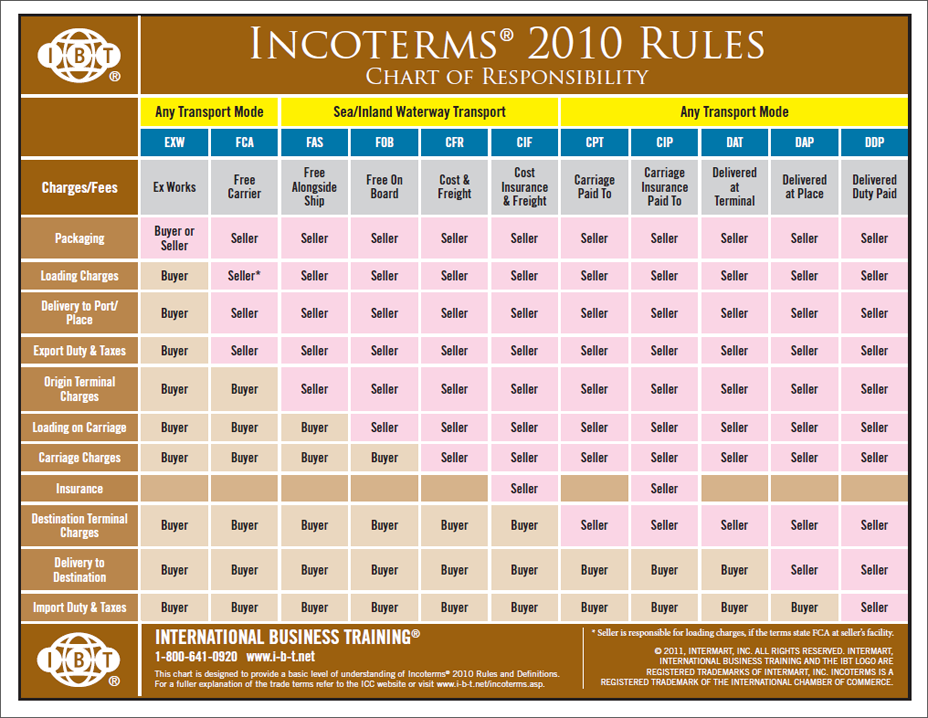 I B T ®
INCOTERMS® 2010 RULES
CHART OF RESPONSIBILITY
Any Transport Mode Sea/Inland Waterway Transport Any Transport Mode
EXW FCA FAS FOB CFR CIF CPT CIP DAT DAP DDP
Charges/Fees Ex Works Free Carrier Free Alongside Ship Free On Board Cost & Freight Cost Insurance & Freight Carriage Paid To Carriage Insurance Paid To Delivered at Terminal Delivered at Place Delivered Duty Paid
Packaging Buyer or Seller Seller Seller Seller Seller Seller Seller Seller Seller Seller Seller
Loading Charges Buyer Seller* Seller Seller Seller Seller Seller Seller Seller Seller Seller
Delivery to Port/ Place Buyer Seller Seller Seller Seller Seller Seller Seller Seller Seller Seller
Export Duty & Taxes Buyer Seller Seller Seller Seller Seller Seller Seller Seller Seller Seller
Origin Terminal Charges Buyer Buyer Seller Seller Seller Seller Seller Seller Seller Seller Seller
Loading on Carriage Buyer Buyer Buyer Seller Seller Seller Seller Seller Seller Seller Seller
Carriage Charges Buyer Buyer Buyer Buyer Seller Seller Seller Seller Seller Seller Seller
Insurance Seller Seller
Destination Terminal Charges Buyer Buyer Buyer Buyer Buyer Buyer Seller Seller Seller Seller Seller
Delivery to Destination Buyer Buyer Buyer Buyer Buyer Buyer Buyer Buyer Buyer Seller Seller
Import Duty & Taxes Buyer Buyer Buyer Buyer Buyer Buyer Buyer Buyer Buyer Buyer Seller
I B T ®
INTERNATIONAL BUSINESS TRAINING®
1-800-641-0920 www.i-b-t.net
This chart is designed to provide a basic level of understanding of Incoterms® 2010 Rules and Definitions.
For a fuller explanation of the trade terms refer to the ICC website or visit www.i-b-t.net/incoterms.asp.
* Seller is responsible for loading charges, if the terms state FCA at seller's facility.
© 2011, INTERMART, INC. ALL RIGHTS RESERVED. INTERMART,
INTERNATIONAL BUSINESS TRAINING AND THE IBT LOGO ARE
REGISTERED TRADEMARKS OF INTERMART, INC. INCOTERMS IS A
REGISTERED TRADEMARK OF THE INTERNATIONAL CHAMBER OF COMMERCE.